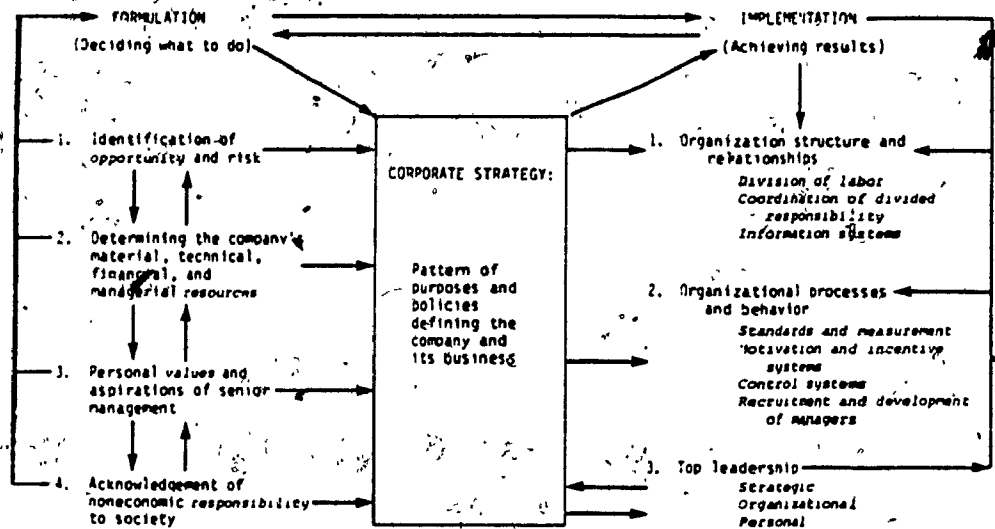 FORMULATION
(Deciding what to do)
IMPLEMENTATION
(Achieving results)
1. Identification of
opportunity and risk
2. Determining the company's
material, technical,
financial, and
managerial resources
3. Personal values and
aspirations of senior
management
4. Acknowledgement of
noneconomic responsibility
to society
CORPORATE STRATEGY:
Pattern of
purposes and
policies
defining the
company and
its business
1. Organization structure and
relationships
Division of labor
Coordination of divided
responsibility
Information systems
2. Organizational processes
and behavior
Standards and measurement
Motivation and incentive
systems
Control systems
Recruitment and development
of managers
3. Top leadership
Strategic
Organizational
Personal